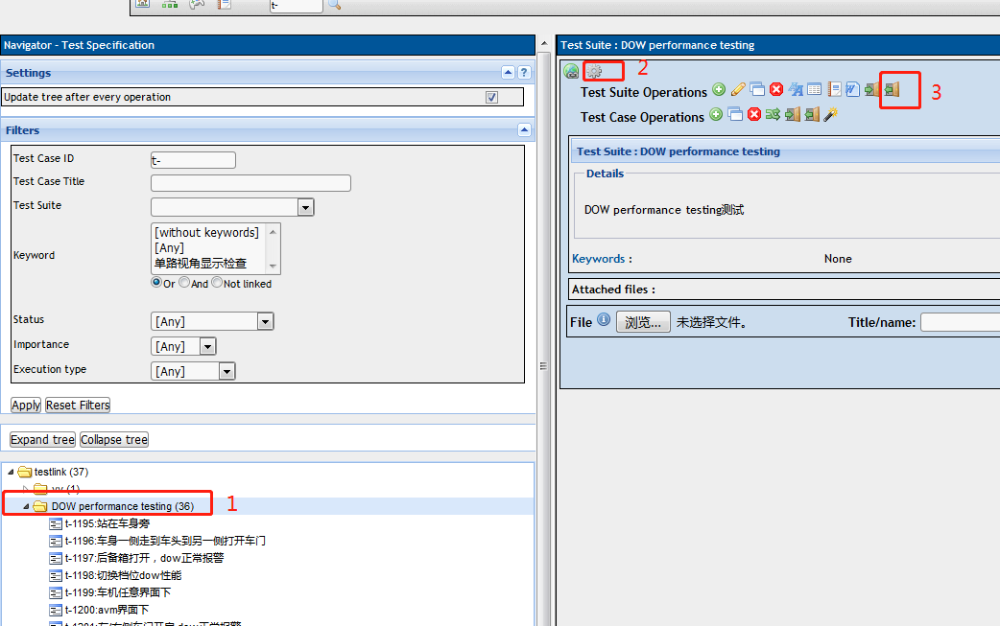 t-
Navigator - Test Specification
Settings
?
Update tree after every operation
Filters
Test Case ID t-
Test Case Title
Test Suite
Keyword
[without keywords]
[Any]
单路视角显示检查
Or And Not linked
Status [Any]
Importance [Any]
Execution type [Any]
Apply Reset Filters
Expand tree Collapse tree
testlink (37)
DOW performance testing (36) 1
t-1195:站在车身旁
t-1196:车身一侧走到车头到另一侧打开车门
t-1197:后备箱打开，dow正常报警
t-1198:切换档位dow性能
t-1199:车机任意界面下
t-1200:avm界面下
Test Suite : DOW performance testing
2
Test Suite Operations
3
Test Case Operations
Test Suite : DOW performance testing
Details
DOW performance testing测试
Keywords : None
Attached files :
File 浏览... 未选择文件。 Title/name: